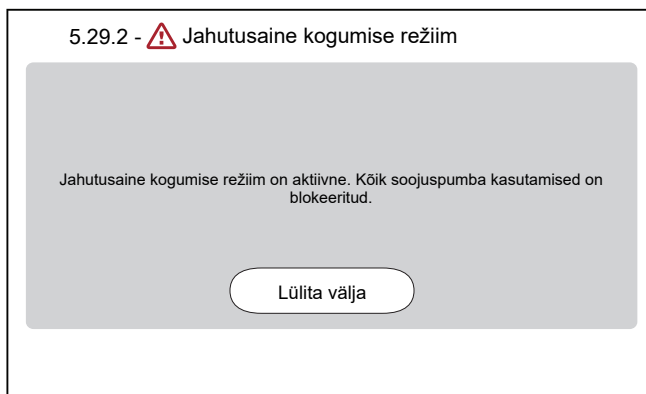 5.29.2 - Jahutusaine kogumise režiim
Jahutusaine kogumise režiim on aktiivne. Kõik soojuspumba kasutamised on
blokeeritud.
Lülita välja